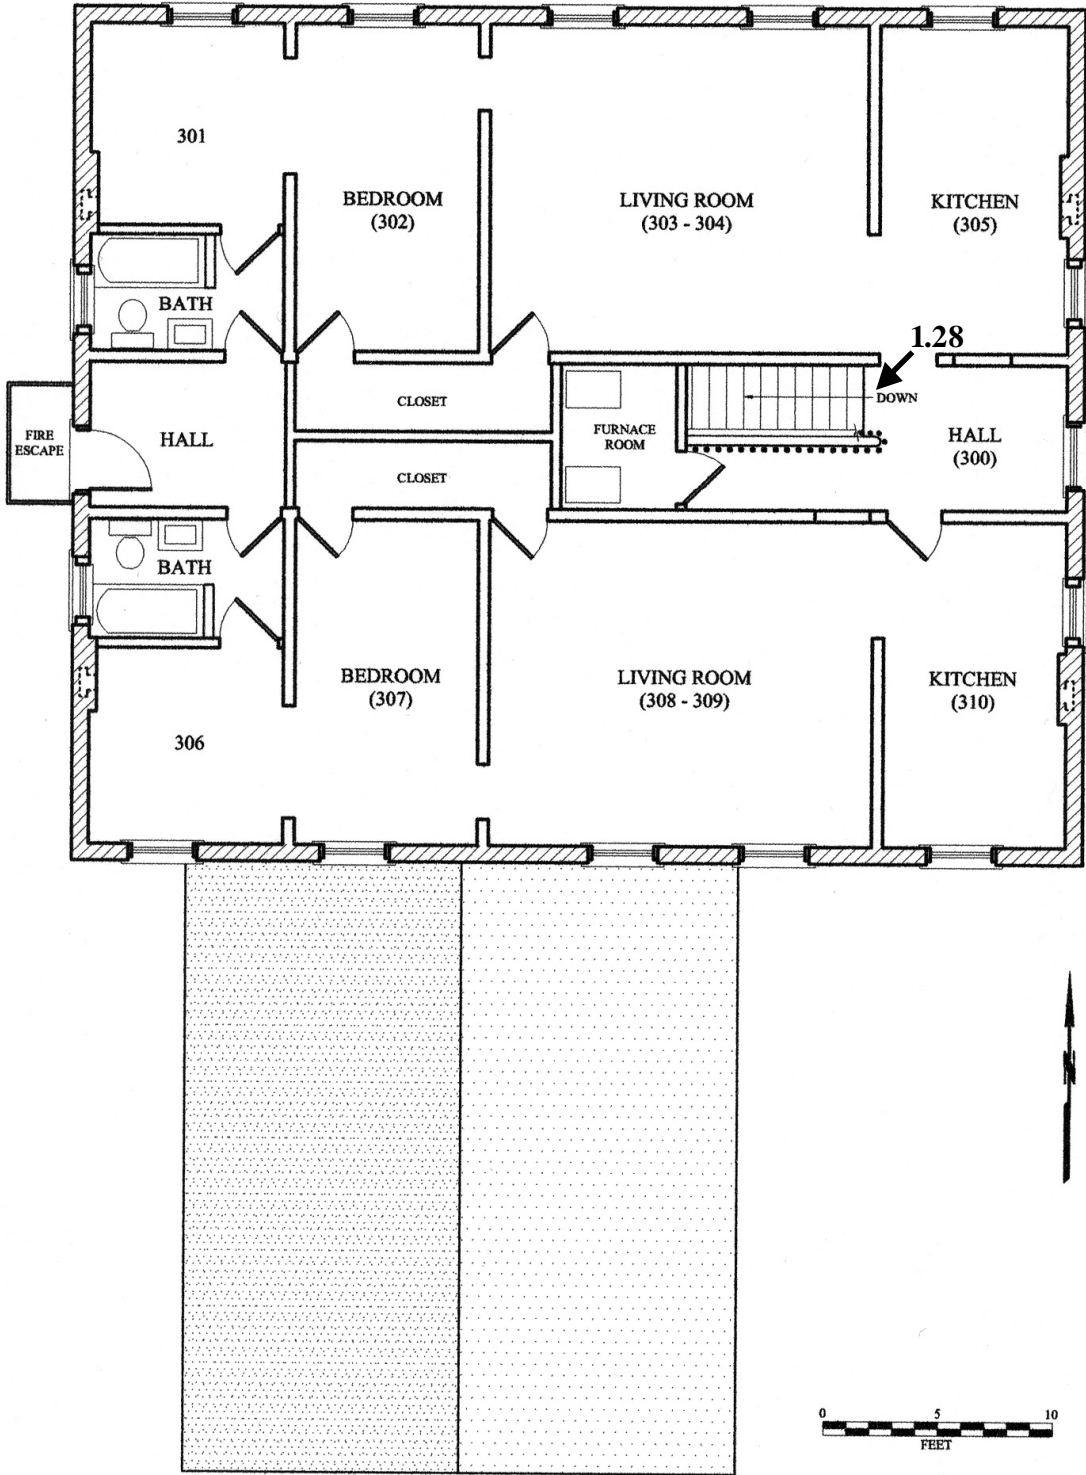 301
BEDROOM
(302)
LIVING ROOM
(303 - 304)
KITCHEN
(305)
BATH
1.28
FIRE
ESCAPE
HALL
CLOSET
CLOSET
FURNACE
ROOM
DOWN
HALL
(300)
BATH
306
BEDROOM
(307)
LIVING ROOM
(308 - 309)
KITCHEN
(310)
N
0 5 10
FEET